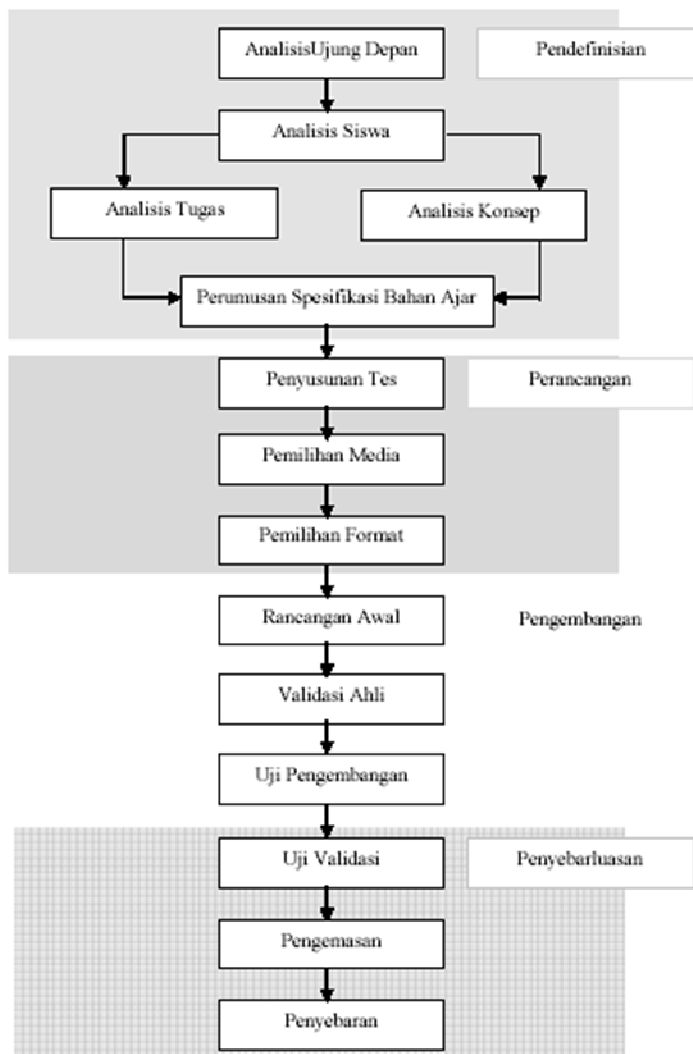 AnalisisUjung Depan
Pendefinisian
Analisis Siswa
Analisis Tugas
Analisis Konsep
Perumusan Spesifikasi Bahan Ajar
Penyusunan Tes
Perancangan
Pemilihan Media
Pemilihan Format
Rancangan Awal
Pengembangan
Validasi Ahli
Uji Pengembangan
Uji Validasi
Penyebarluasan
Pengemasan
Penyebaran